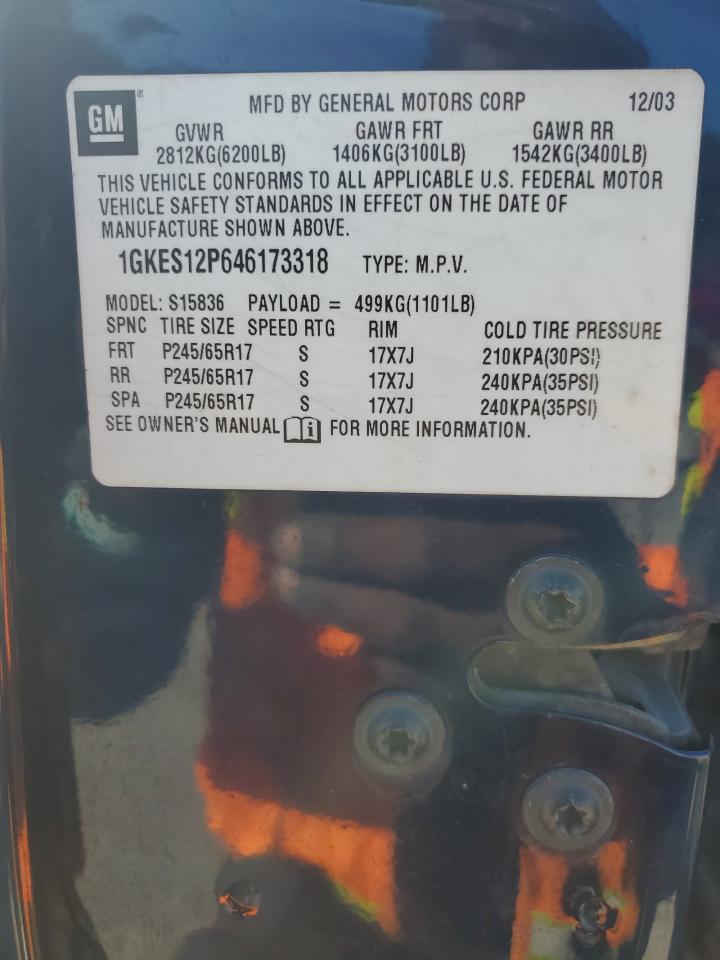 GM ® MFD BY GENERAL MOTORS CORP 12/03
GVWR GAWR FRT GAWR RR
2812KG(6200LB) 1406KG(3100LB) 1542KG(3400LB)
THIS VEHICLE CONFORMS TO ALL APPLICABLE U.S. FEDERAL MOTOR
VEHICLE SAFETY STANDARDS IN EFFECT ON THE DATE OF
MANUFACTURE SHOWN ABOVE.
1GKES12P646173318 TYPE: M.P.V.
MODEL: S15836 PAYLOAD = 499KG(1101LB)
SPNC TIRE SIZE SPEED RTG RIM COLD TIRE PRESSURE
FRT P245/65R17 S 17X7J 210KPA(30PSI)
RR P245/65R17 S 17X7J 240KPA(35PSI)
SPA P245/65R17 S 17X7J 240KPA(35PSI)
SEE OWNER'S MANUAL i FOR MORE INFORMATION.